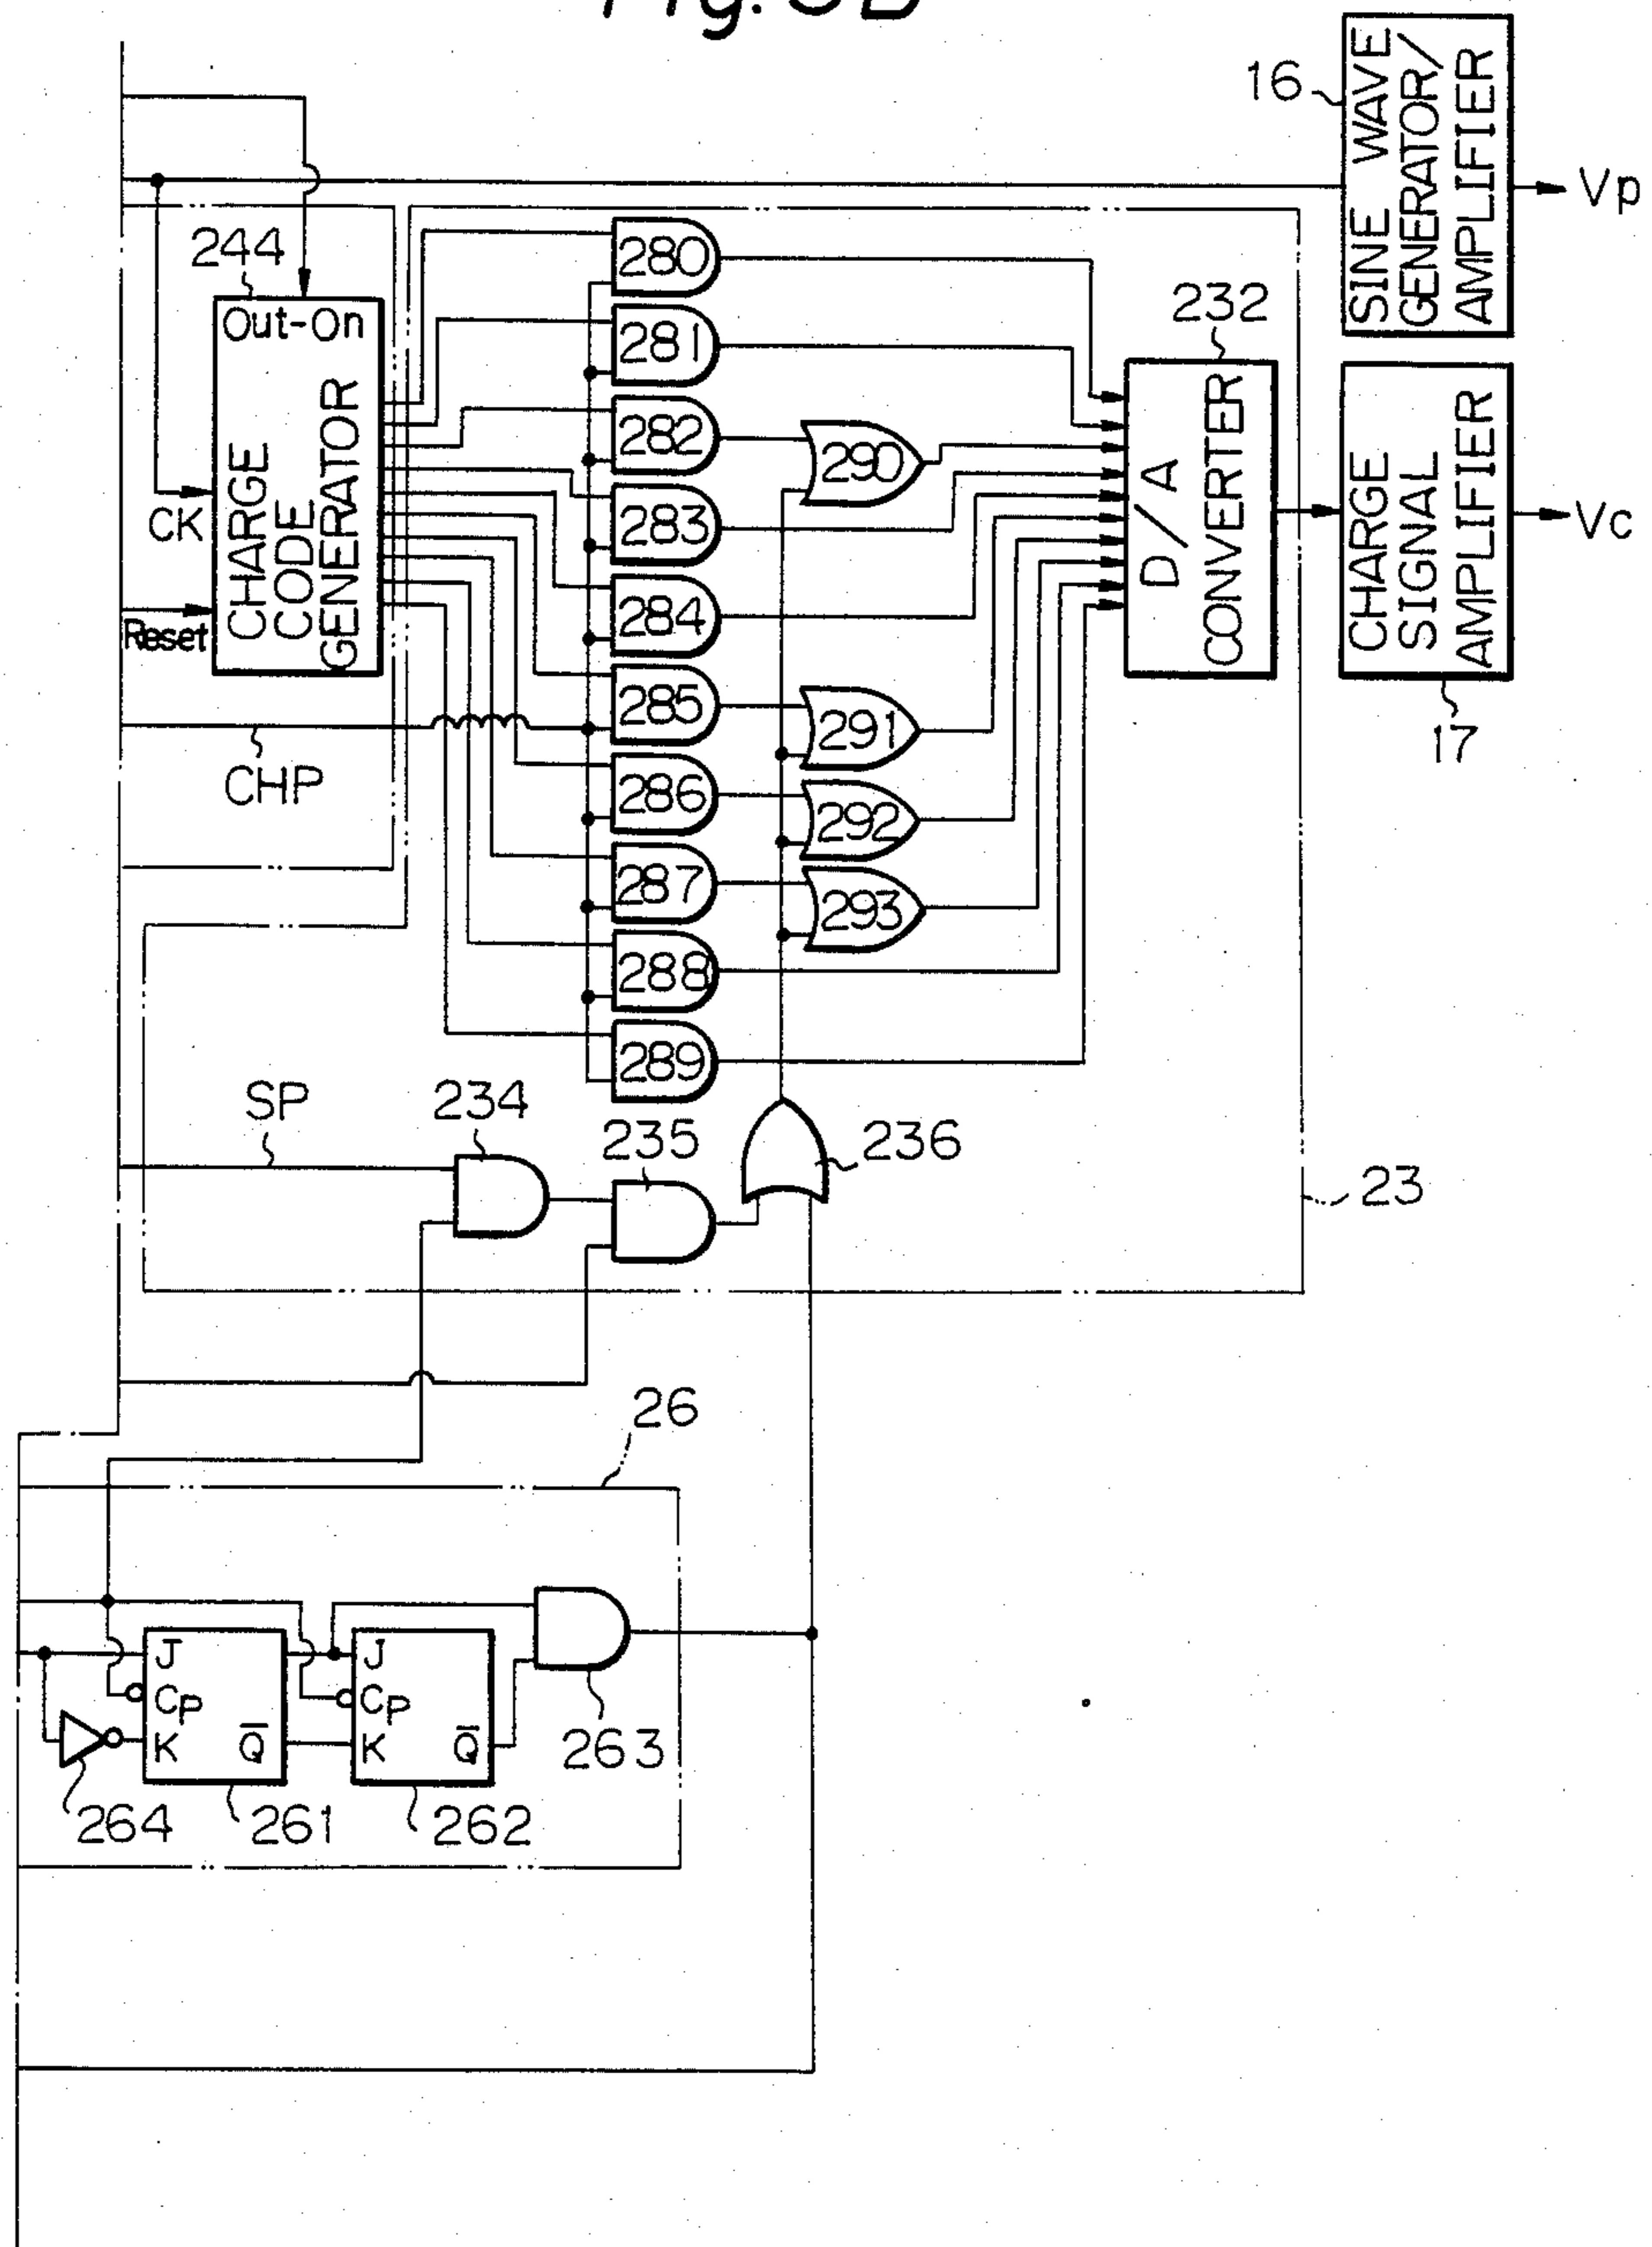 16
SINE WAVE
GENERATOR/
AMPLIFIER
Vp
244
Out-On
CHARGE
CODE
GENERATOR
CK
Reset
CHP
280
281
282
283
284
285
286
287
288
289
290
291
292
293
232
D/A
CONVERTER
CHARGE
SIGNAL
AMPLIFIER
17
Vc
SP
234
235
236
23
26
J
CP
K
Q̅
J
CP
K
Q̅
264
261
262
263